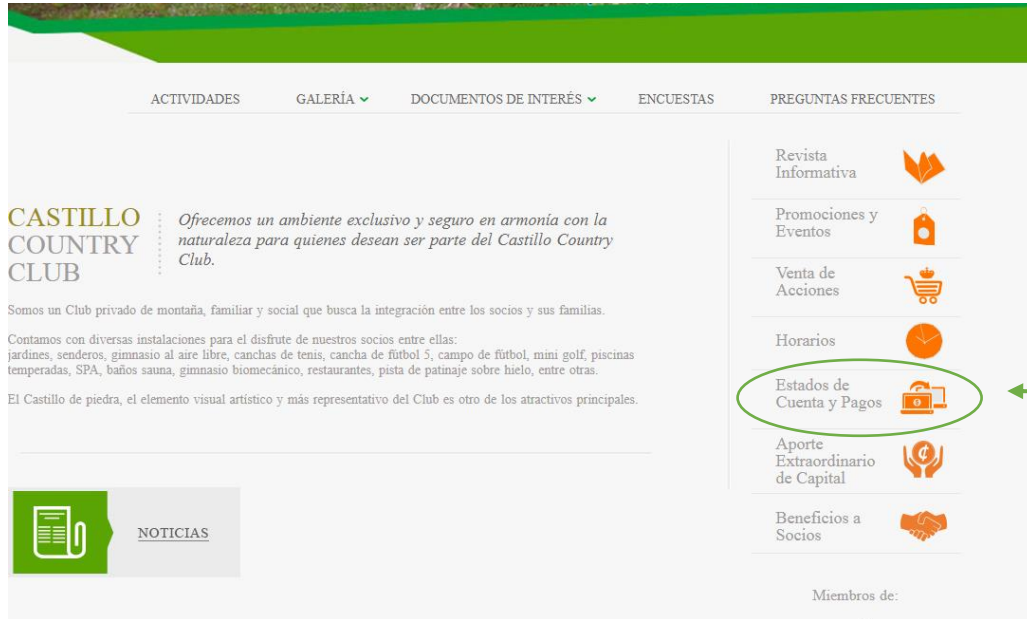 ACTIVIDADES GALERÍA DOCUMENTOS DE INTERÉS ENCUESTAS PREGUNTAS FRECUENTES
CASTILLO
COUNTRY
CLUB
Ofrecemos un ambiente exclusivo y seguro en armonía con la
naturaleza para quienes desean ser parte del Castillo Country
Club.
Somos un Club privado de montaña, familiar y social que busca la integración entre los socios y sus familias.
Contamos con diversas instalaciones para el disfrute de nuestros socios entre ellas:
jardines, senderos, gimnasio al aire libre, canchas de tenis, cancha de fútbol 5, campo de fútbol, mini golf, piscinas
temperadas, SPA, baños sauna, gimnasio biomecánico, restaurantes, pista de patinaje sobre hielo, entre otras.
El Castillo de piedra, el elemento visual artístico y más representativo del Club es otro de los atractivos principales.
NOTICIAS
Revista
Informativa
Promociones y
Eventos
Venta de
Acciones
Horarios
Estados de
Cuenta y Pagos
Aporte
Extraordinario
de Capital
Beneficios a
Socios
Miembros de: